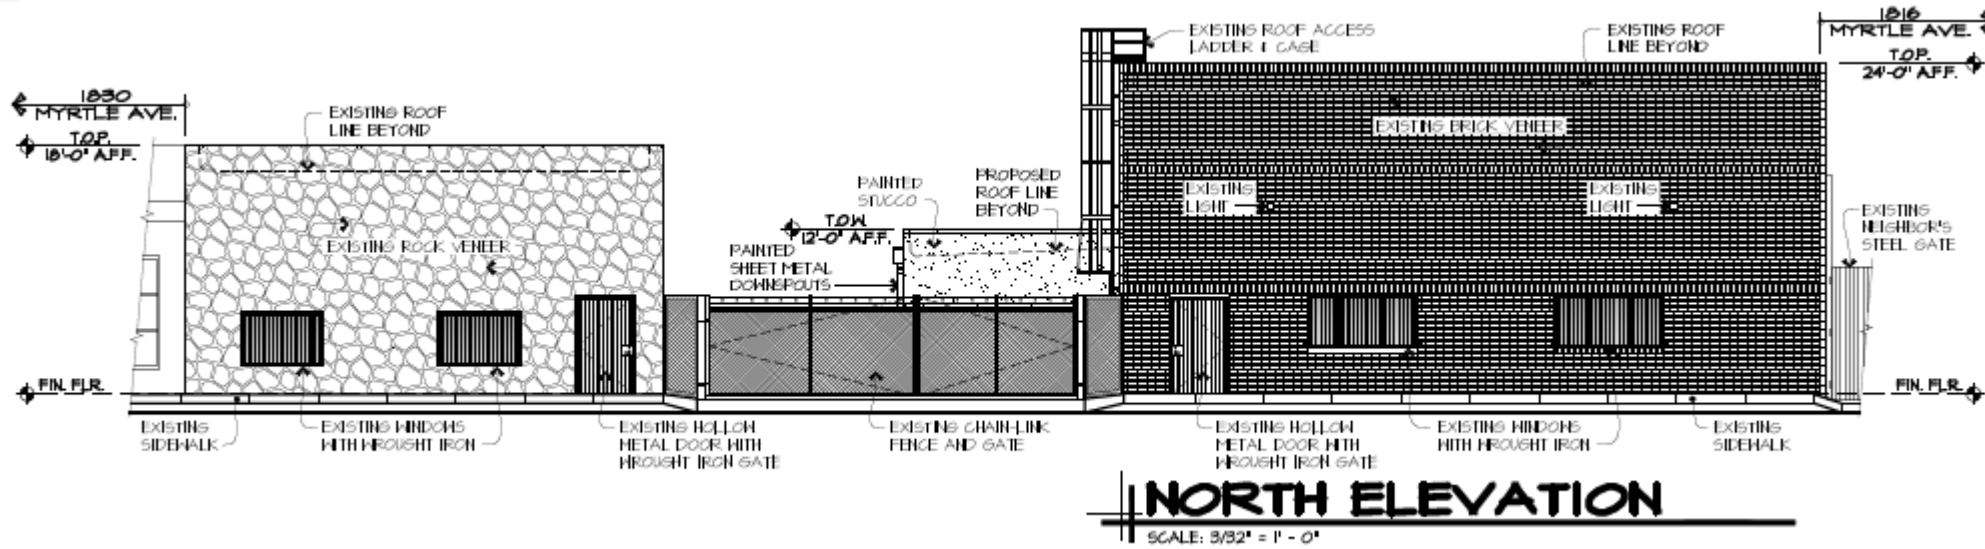 1830
MYRTLE AVE.
T.O.P.
18'-0" A.F.F.
EXISTING ROOF
LINE BEYOND
EXISTING ROCK VENEER
PAINTED
STUCCO
PROPOSED
ROOF LINE
BEYOND
T.O.W.
12'-0" A.F.F.
PAINTED
SHEET METAL
DOWNSPOUTS
EXISTING ROOF ACCESS
LADDER & CAGE
EXISTING ROOF
LINE BEYOND
1816
MYRTLE AVE.
T.O.P.
24'-0" A.F.F.
EXISTING BRICK VENEER
EXISTING
LIGHT
EXISTING
LIGHT
EXISTING
NEIGHBOR'S
STEEL GATE
FIN. FLR.
FIN. FLR.
EXISTING
SIDEWALK
EXISTING WINDOWS
WITH WROUGHT IRON
EXISTING HOLLOW
METAL DOOR WITH
WROUGHT IRON GATE
EXISTING CHAIN-LINK
FENCE AND GATE
EXISTING HOLLOW
METAL DOOR WITH
WROUGHT IRON GATE
EXISTING WINDOWS
WITH WROUGHT IRON
EXISTING
SIDEWALK
NORTH ELEVATION
SCALE: 3/32" = 1' - 0"